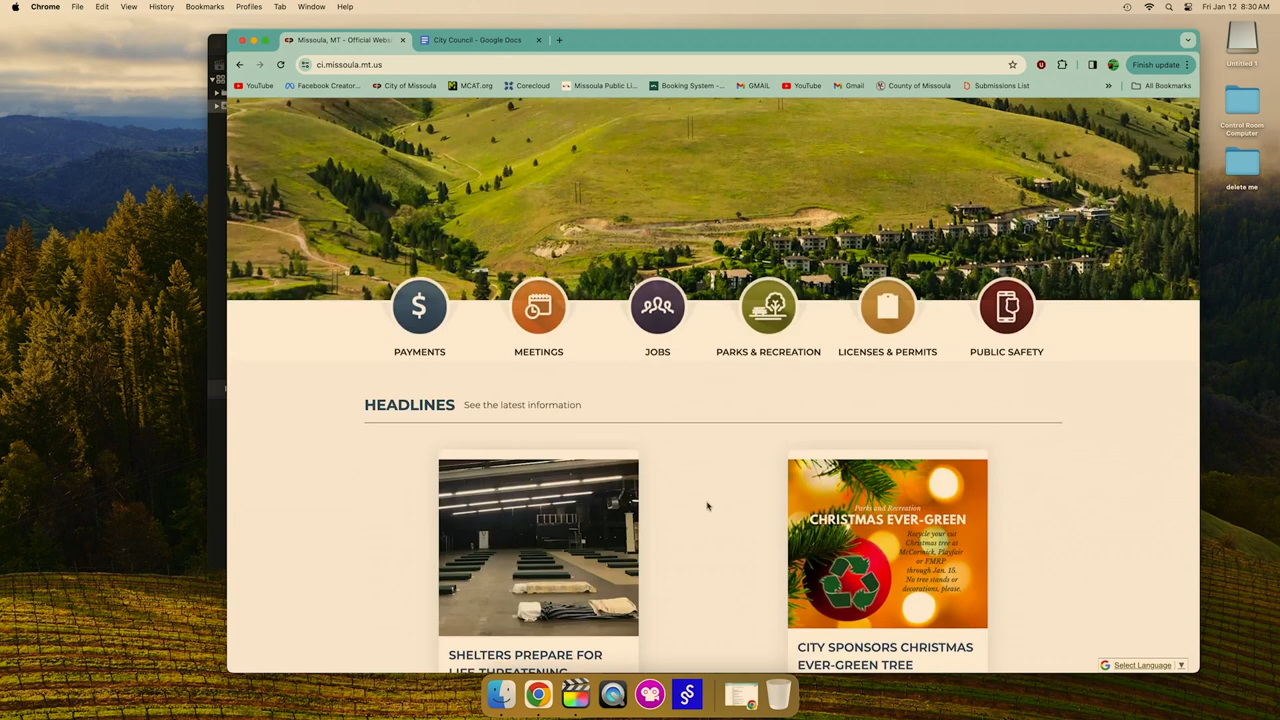 Chrome File Edit View History Bookmarks Profiles Tab Window Help Fri Jan 12 8:30 AM
Missoula, MT - Official Webs
City Council - Google Docs
ci.missoula.mt.us
Finish update
YouTube Facebook Creator... City of Missoula MCAT.org Corecloud Missoula Public Li... Booking System -... GMAIL YouTube Gmail County of Missoula Submissions List » All Bookmarks
Untitled 1
Control Room
Computer
delete me
$
PAYMENTS MEETINGS JOBS PARKS & RECREATION LICENSES & PERMITS PUBLIC SAFETY
HEADLINES See the latest information
Parks and Recreation
CHRISTMAS EVER-GREEN
Recycle your cut
Christmas tree at
McCormick, Playfair
or FMRP
through Jan. 15.
No tree stands or
decorations, please.
SHELTERS PREPARE FOR
LIFE THREATENING
CITY SPONSORS CHRISTMAS
EVER-GREEN TREE
Select Language